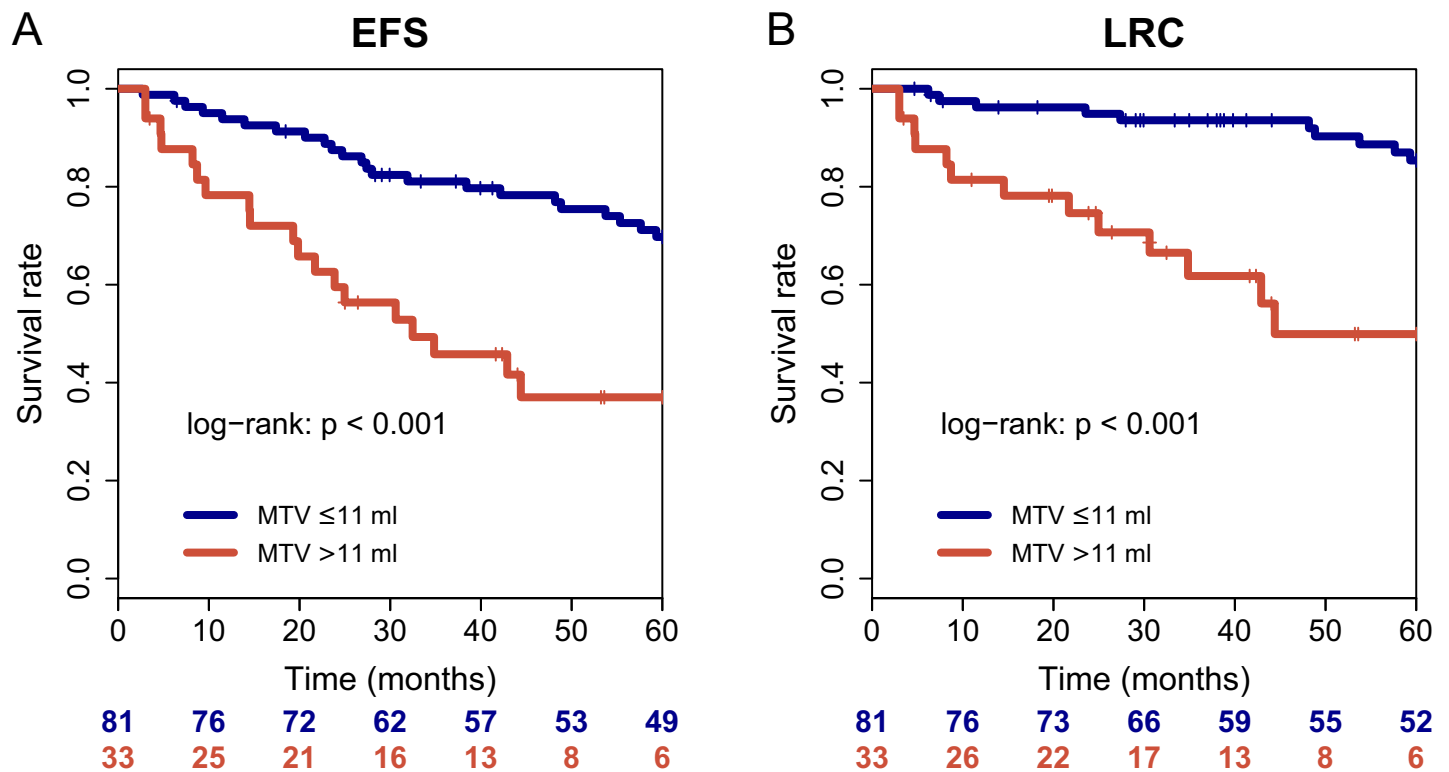 A
EFS
Survival rate
1.0
0.8
0.6
0.4
0.2
0.0
log−rank: p < 0.001
MTV ≤11 ml
MTV >11 ml
0 10 20 30 40 50 60
Time (months)
81 76 72 62 57 53 49
33 25 21 16 13 8 6
B
LRC
Survival rate
1.0
0.8
0.6
0.4
0.2
0.0
log−rank: p < 0.001
MTV ≤11 ml
MTV >11 ml
0 10 20 30 40 50 60
Time (months)
81 76 73 66 59 55 52
33 26 22 17 13 8 6